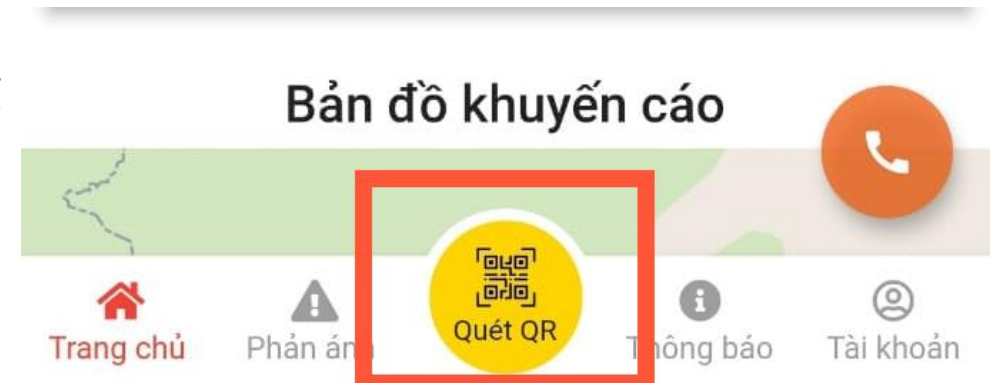 Bản đồ khuyến cáo
Quét QR
Trang chủ
Phản án
Thông báo
Tài khoản